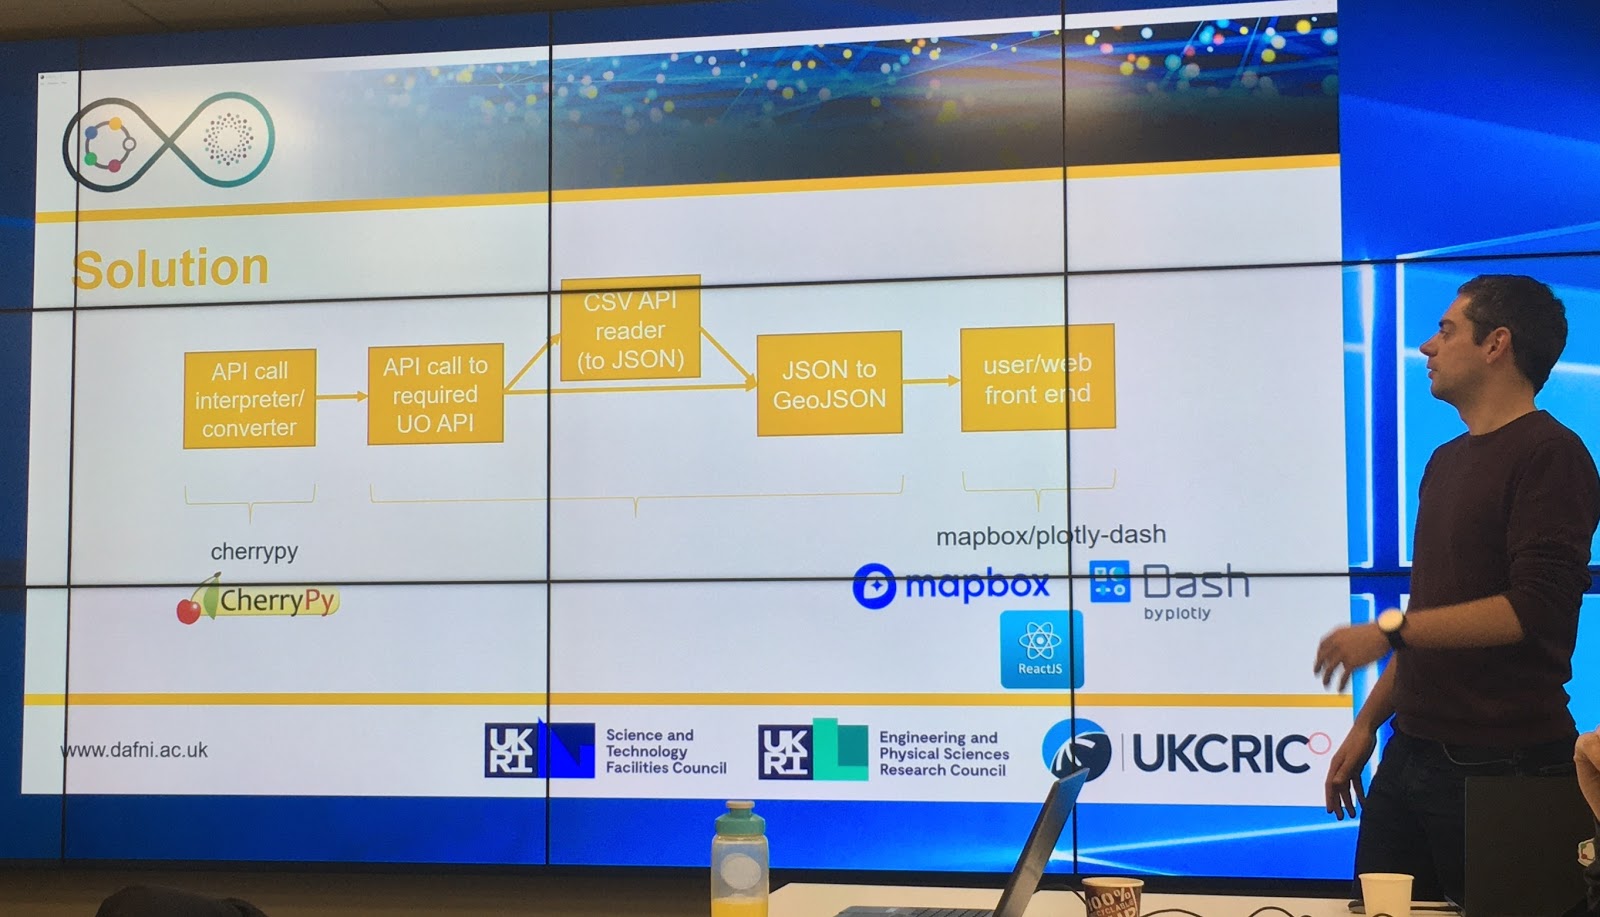 Solution
API call
interpreter/
converter
API call to
required
UO API
CSV API
reader
(to JSON)
JSON to
GeoJSON
user/web
front end
cherrypy
CherryPy
mapbox/plotly-dash
mapbox
Dash
by plotly
ReactJS
www.dafni.ac.uk
UK
RI
Science and
Technology
Facilities Council
UK
RI
Engineering and
Physical Sciences
Research Council
UKCRIC
100%